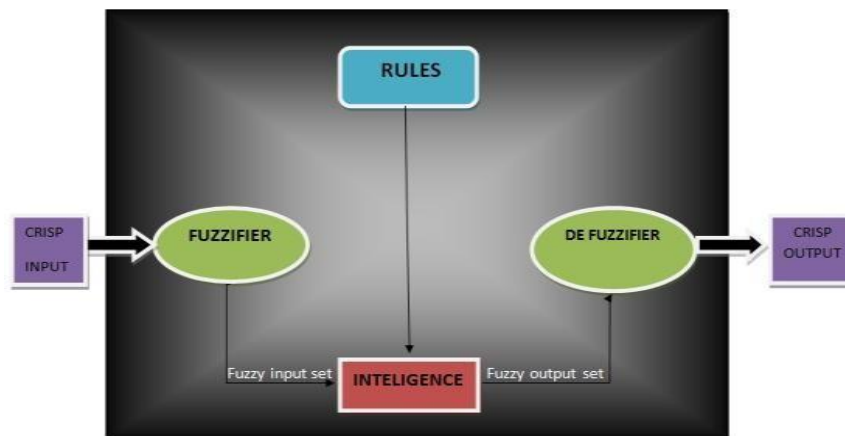 RULES
CRISP
INPUT
FUZZIFIER
DE FUZZIFIER
CRISP
OUTPUT
Fuzzy input set
INTELIGENCE
Fuzzy output set